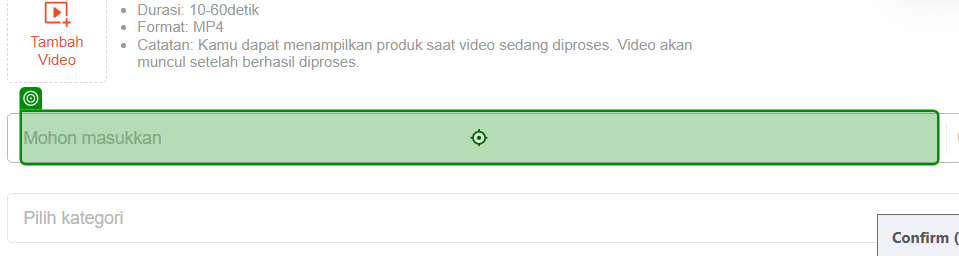 Tambah
Video
Durasi: 10-60detik
Format: MP4
Catatan: Kamu dapat menampilkan produk saat video sedang diproses. Video akan
muncul setelah berhasil diproses.
Mohon masukkan
Pilih kategori
Confirm (